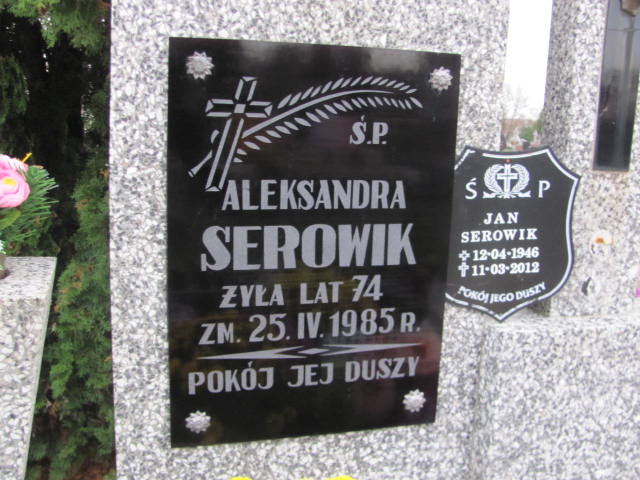 Ś.P.
ALEKSANDRA
SEROWIK
ŻYŁA LAT 74
ZM. 25.IV.1985 R.
POKÓJ JEJ DUSZY
Ś P
JAN
SEROWIK
12-04-1946
11-03-2012
POKÓJ JEGO DUSZY